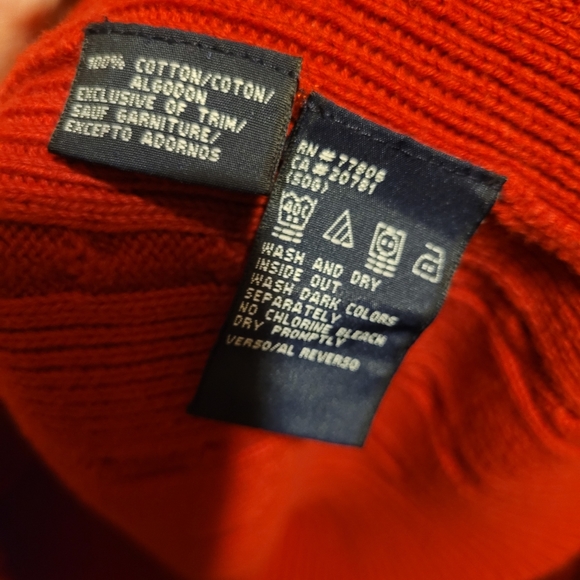 100% COTTON/COTON/
ALGODON
EXCLUSIVE OF TRIM/
SAUF GARNITURE/
EXCEPTO ADORNOS
RN#77806
CA#20781
(50G)
40C
WASH AND DRY
INSIDE OUT
WASH DARK COLORS
SEPARATELY
NO CHLORINE BLEACH
DRY PROMPTLY
VERSO/AL REVERSO